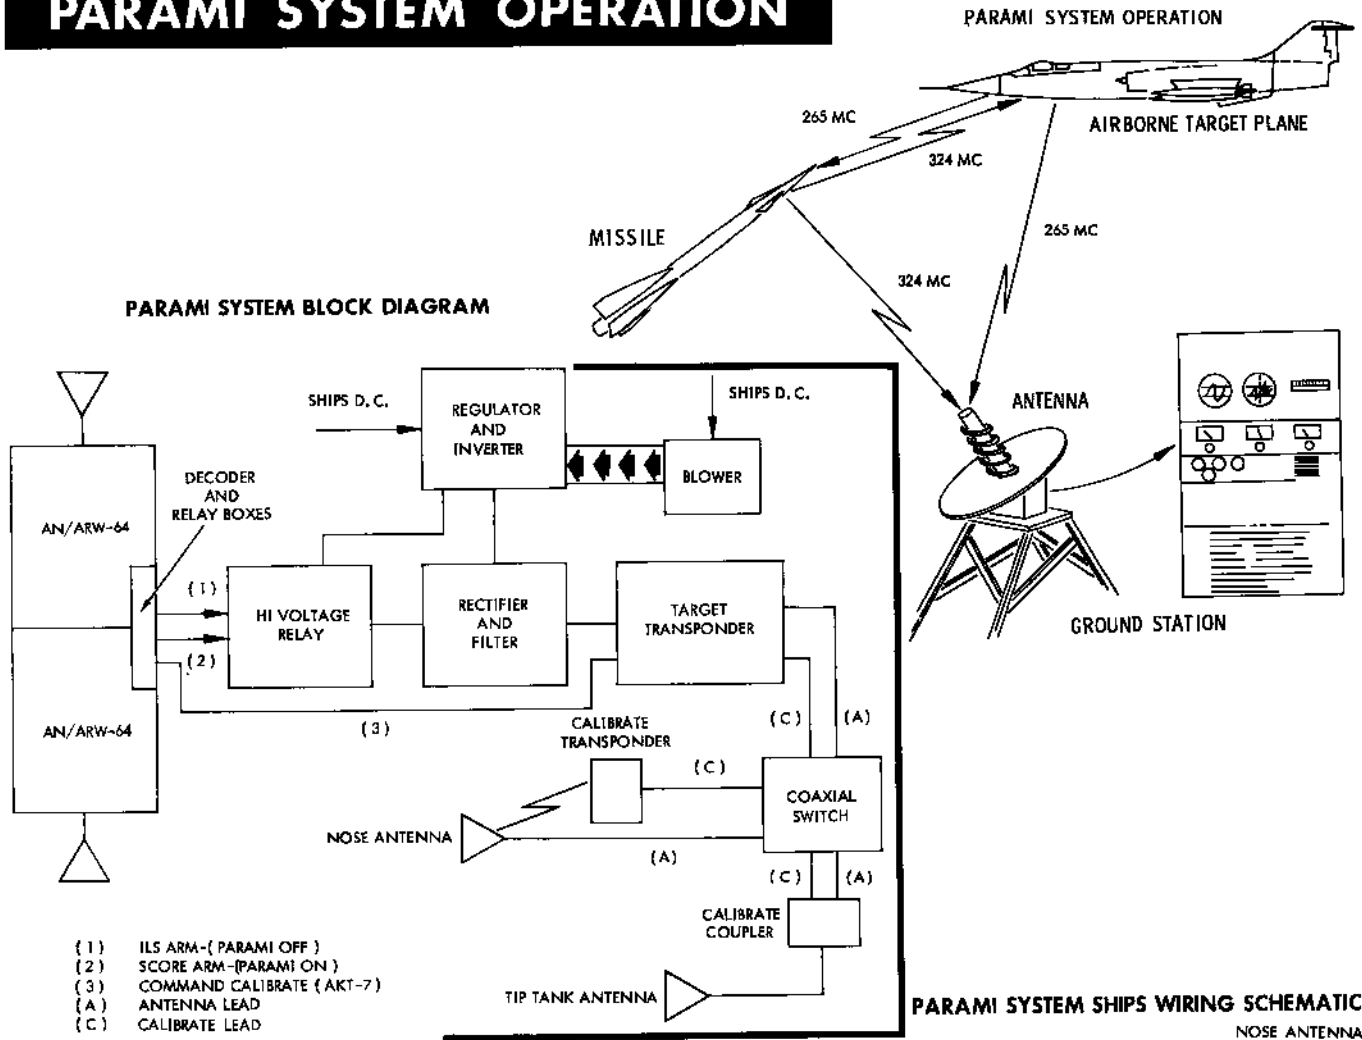 PARAMI SYSTEM OPERATION
PARAMI SYSTEM OPERATION
AIRBORNE TARGET PLANE
265 MC
324 MC
265 MC
MISSILE
324 MC
PARAMI SYSTEM BLOCK DIAGRAM
SHIPS D.C.
REGULATOR
AND
INVERTER
SHIPS D.C.
BLOWER
ANTENNA
GROUND STATION
DECODER
AND
RELAY BOXES
AN/ARW-64
(1)
(2)
HI VOLTAGE
RELAY
RECTIFIER
AND
FILTER
TARGET
TRANSPONDER
AN/ARW-64
(3)
CALIBRATE
TRANSPONDER
(C)
(A)
(C)
COAXIAL
SWITCH
NOSE ANTENNA
(A)
(C)
(A)
CALIBRATE
COUPLER
TIP TANK ANTENNA
(1) ILS ARM-(PARAMI OFF)
(2) SCORE ARM-(PARAMI ON)
(3) COMMAND CALIBRATE (AKT-7)
(A) ANTENNA LEAD
(C) CALIBRATE LEAD
PARAMI SYSTEM SHIPS WIRING SCHEMATIC
NOSE ANTENNA